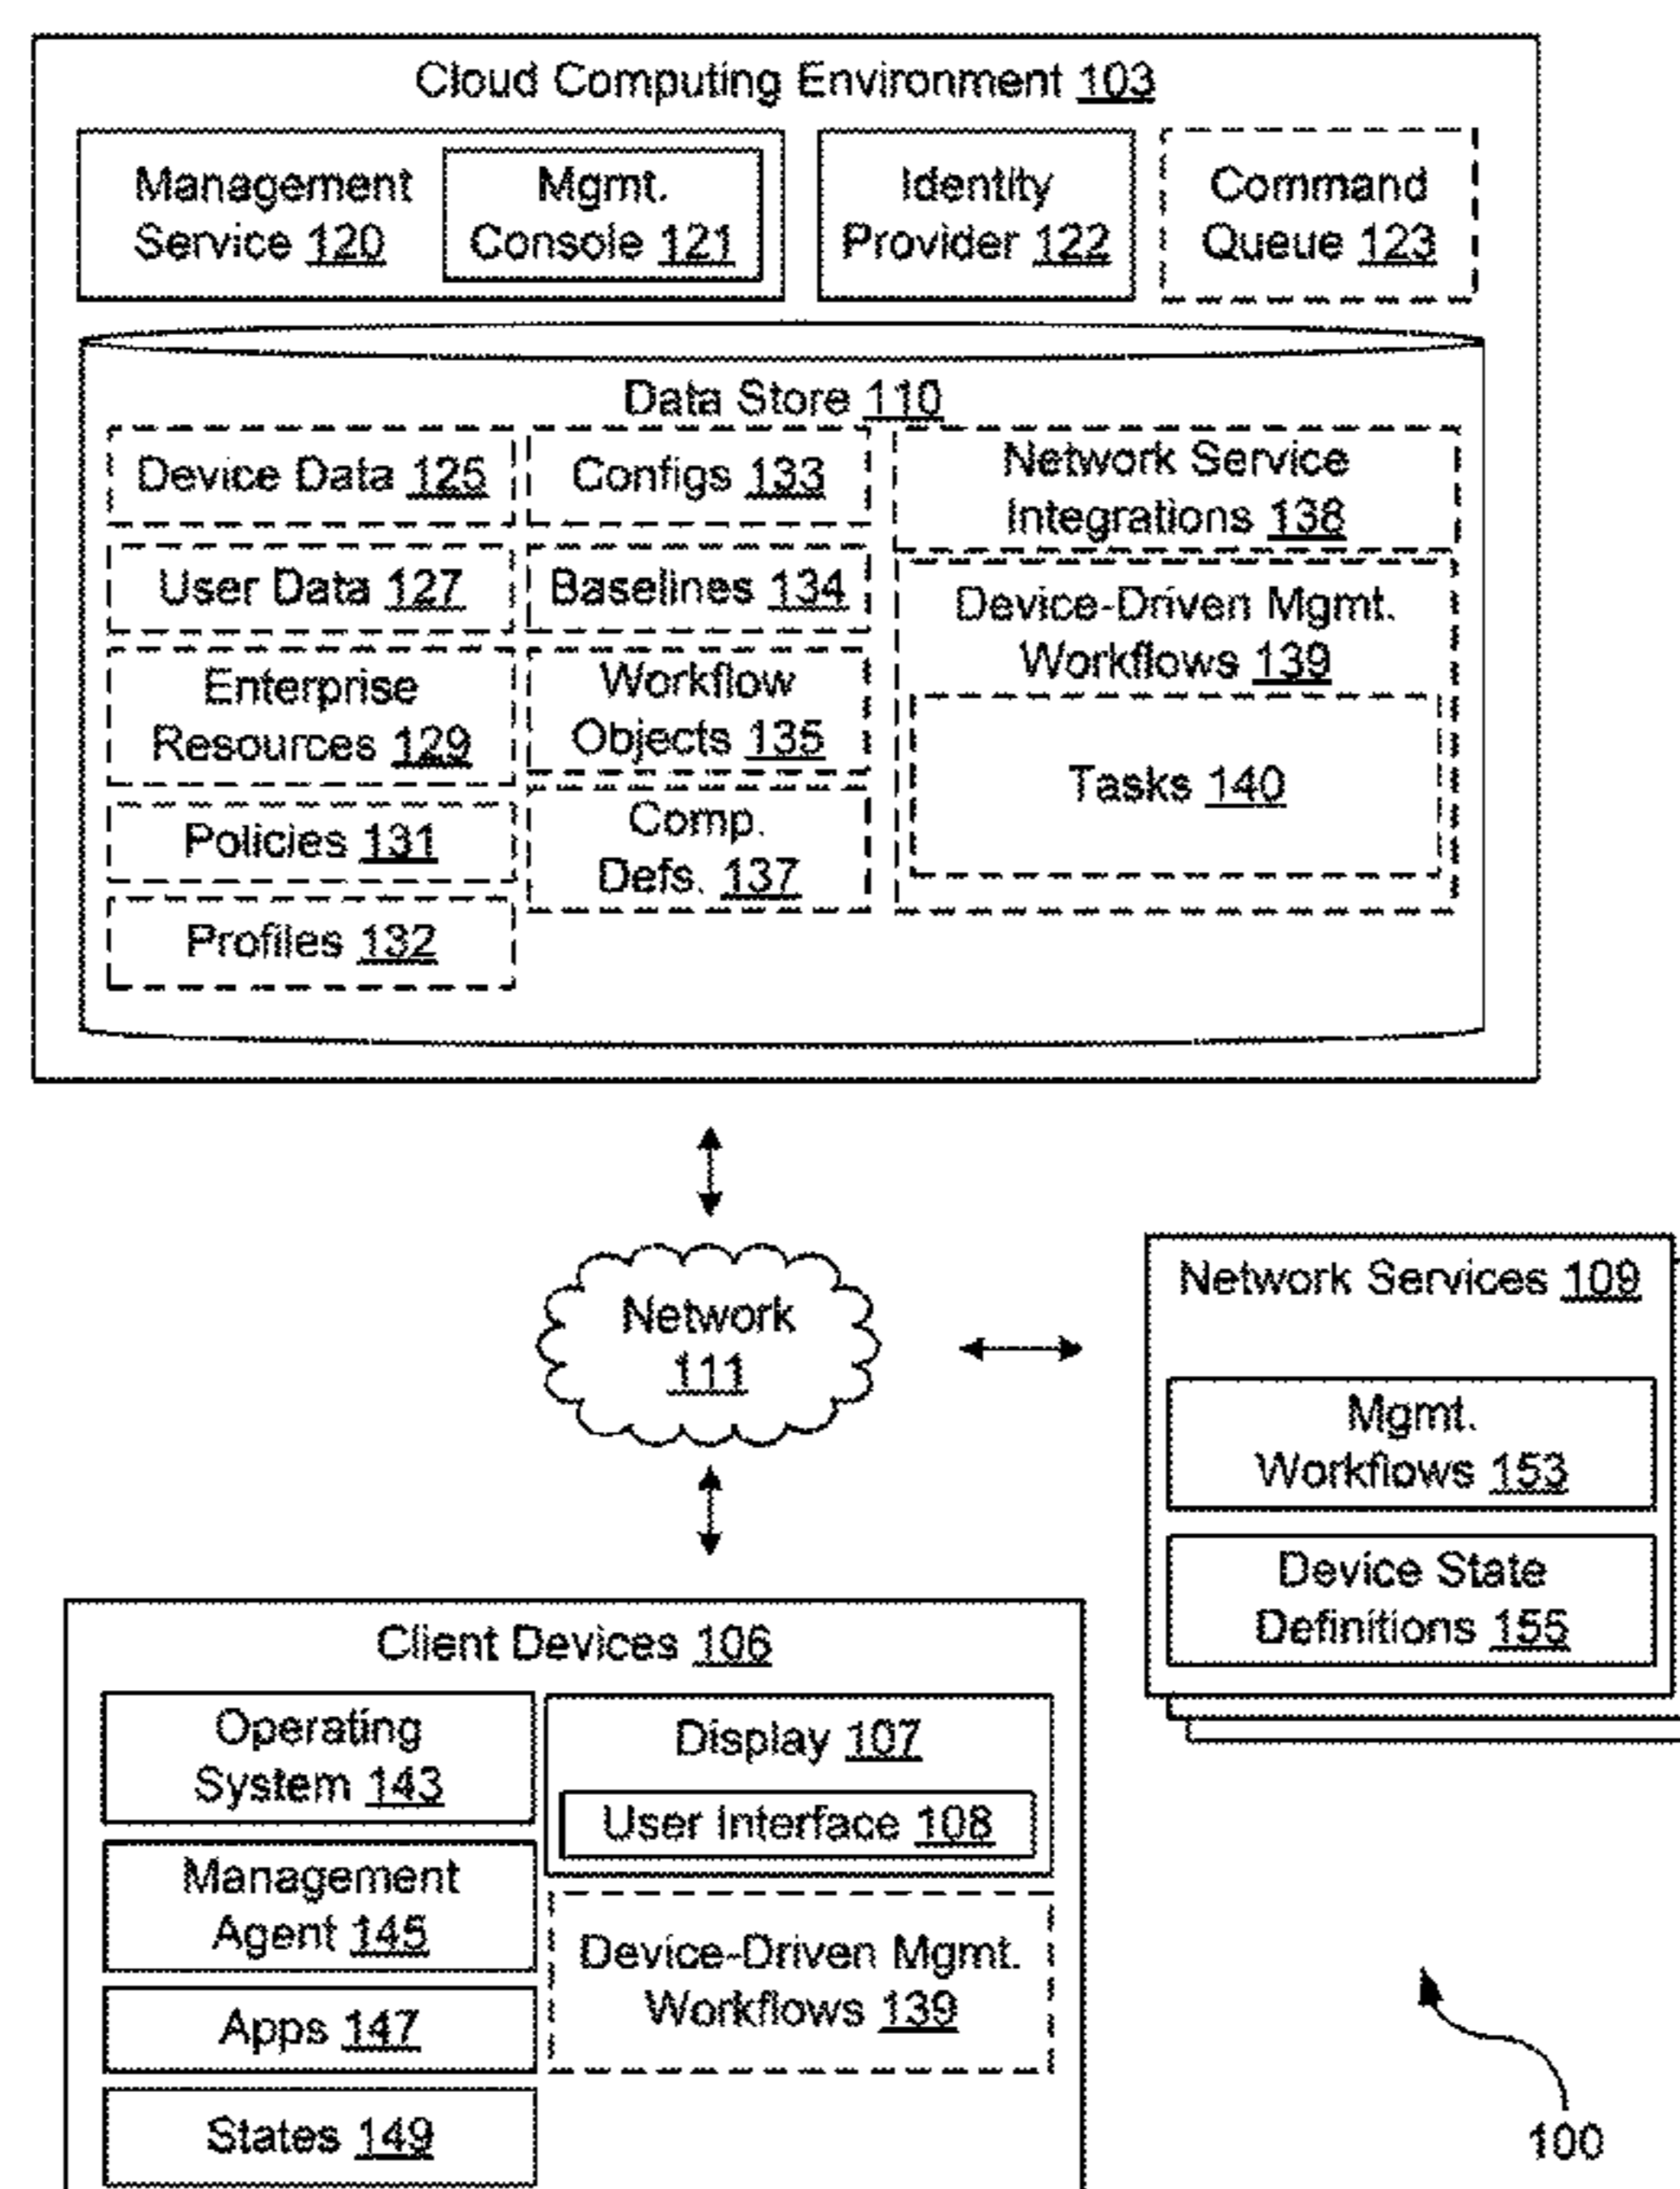 Cloud Computing Environment 103
Management
Service 120
Mgmt.
Console 121
Identity
Provider 122
Command
Queue 123
Data Store 110
Device Data 125
User Data 127
Enterprise
Resources 129
Policies 131
Profiles 132
Configs 133
Baselines 134
Workflow
Objects 135
Comp.
Defs. 137
Network Service
Integrations 138
Device-Driven Mgmt.
Workflows 139
Tasks 140
Network
111
Network Services 109
Mgmt.
Workflows 153
Device State
Definitions 155
Client Devices 106
Operating
System 143
Management
Agent 145
Apps 147
States 149
Display 107
User Interface 108
Device-Driven Mgmt.
Workflows 139
100